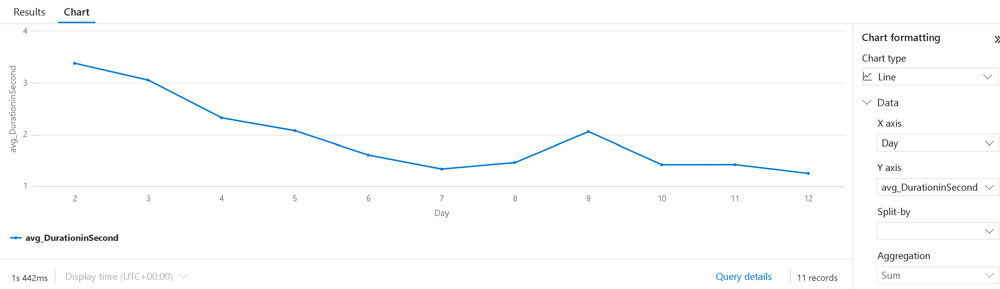 Results Chart
4
3
2
1
avg_DurationinSecond
2 3 4 5 6 7 8 9 10 11 12
Day
avg_DurationinSecond
1s 442ms Display time (UTC+00:00) Query details 11 records
Chart formatting
Chart type
Line
Data
X axis
Day
Y axis
avg_DurationinSecond
Split-by
Aggregation
Sum